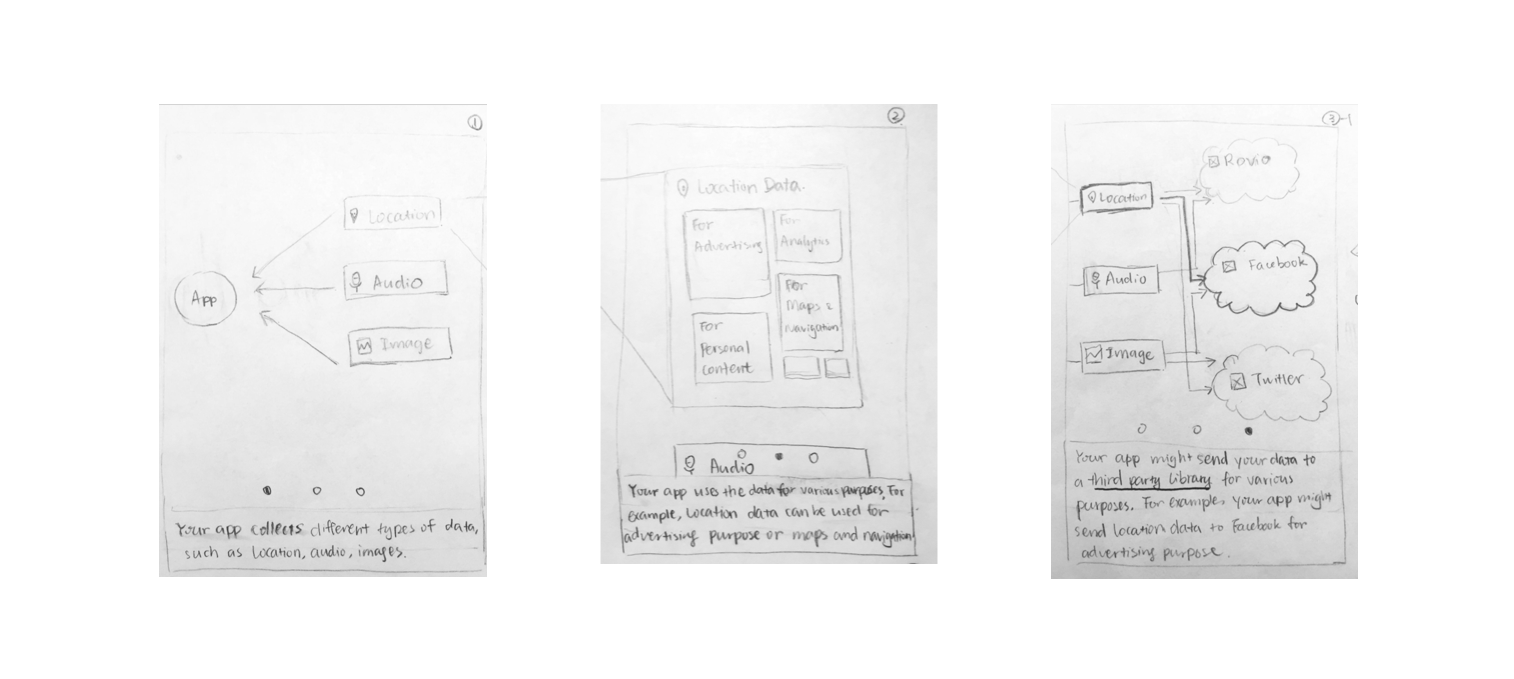 ①
Location
Audio
App
Image
Your app collects different types of data,
such as Location, audio, images.
②
Location Data.
For
Advertising
For
Analytics
For
Maps &
Navigation
For
Personal
Content
Audio
Your app uses the data for various purposes. For
example, Location data can be used for
advertising purpose or maps and navigation
③-1
Rovio
Location
Facebook
Audio
Image
Twitter
Your app might send your data to
a third party library for various
purposes. For example, your app might
send location data to Facebook for
advertising purpose.